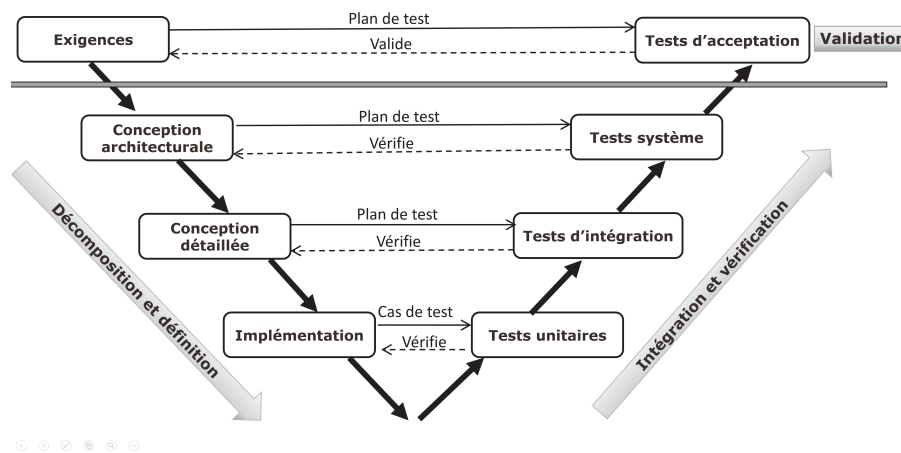 Plan de test
Exigences
Tests d'acceptation
Validation
Valide
Conception
architecturale
Plan de test
Tests système
Vérifie
Conception
détaillée
Plan de test
Tests d'intégration
Vérifie
Implémentation
Cas de test
Tests unitaires
Vérifie
Décomposition et définition
Intégration et vérification